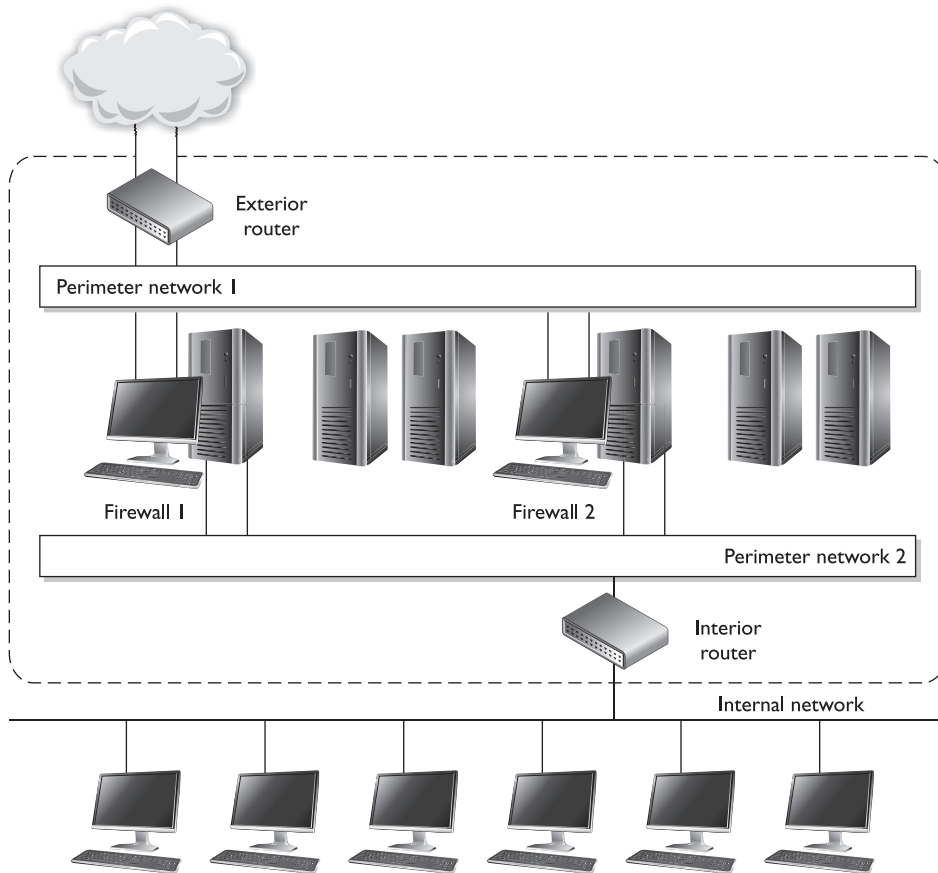 Exterior
router
Perimeter network 1
Firewall 1
Firewall 2
Perimeter network 2
Interior
router
Internal network